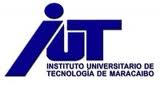 IUT
INSTITUTO UNIVERSITARIO DE
TECNOLOGÍA DE MARACAIBO